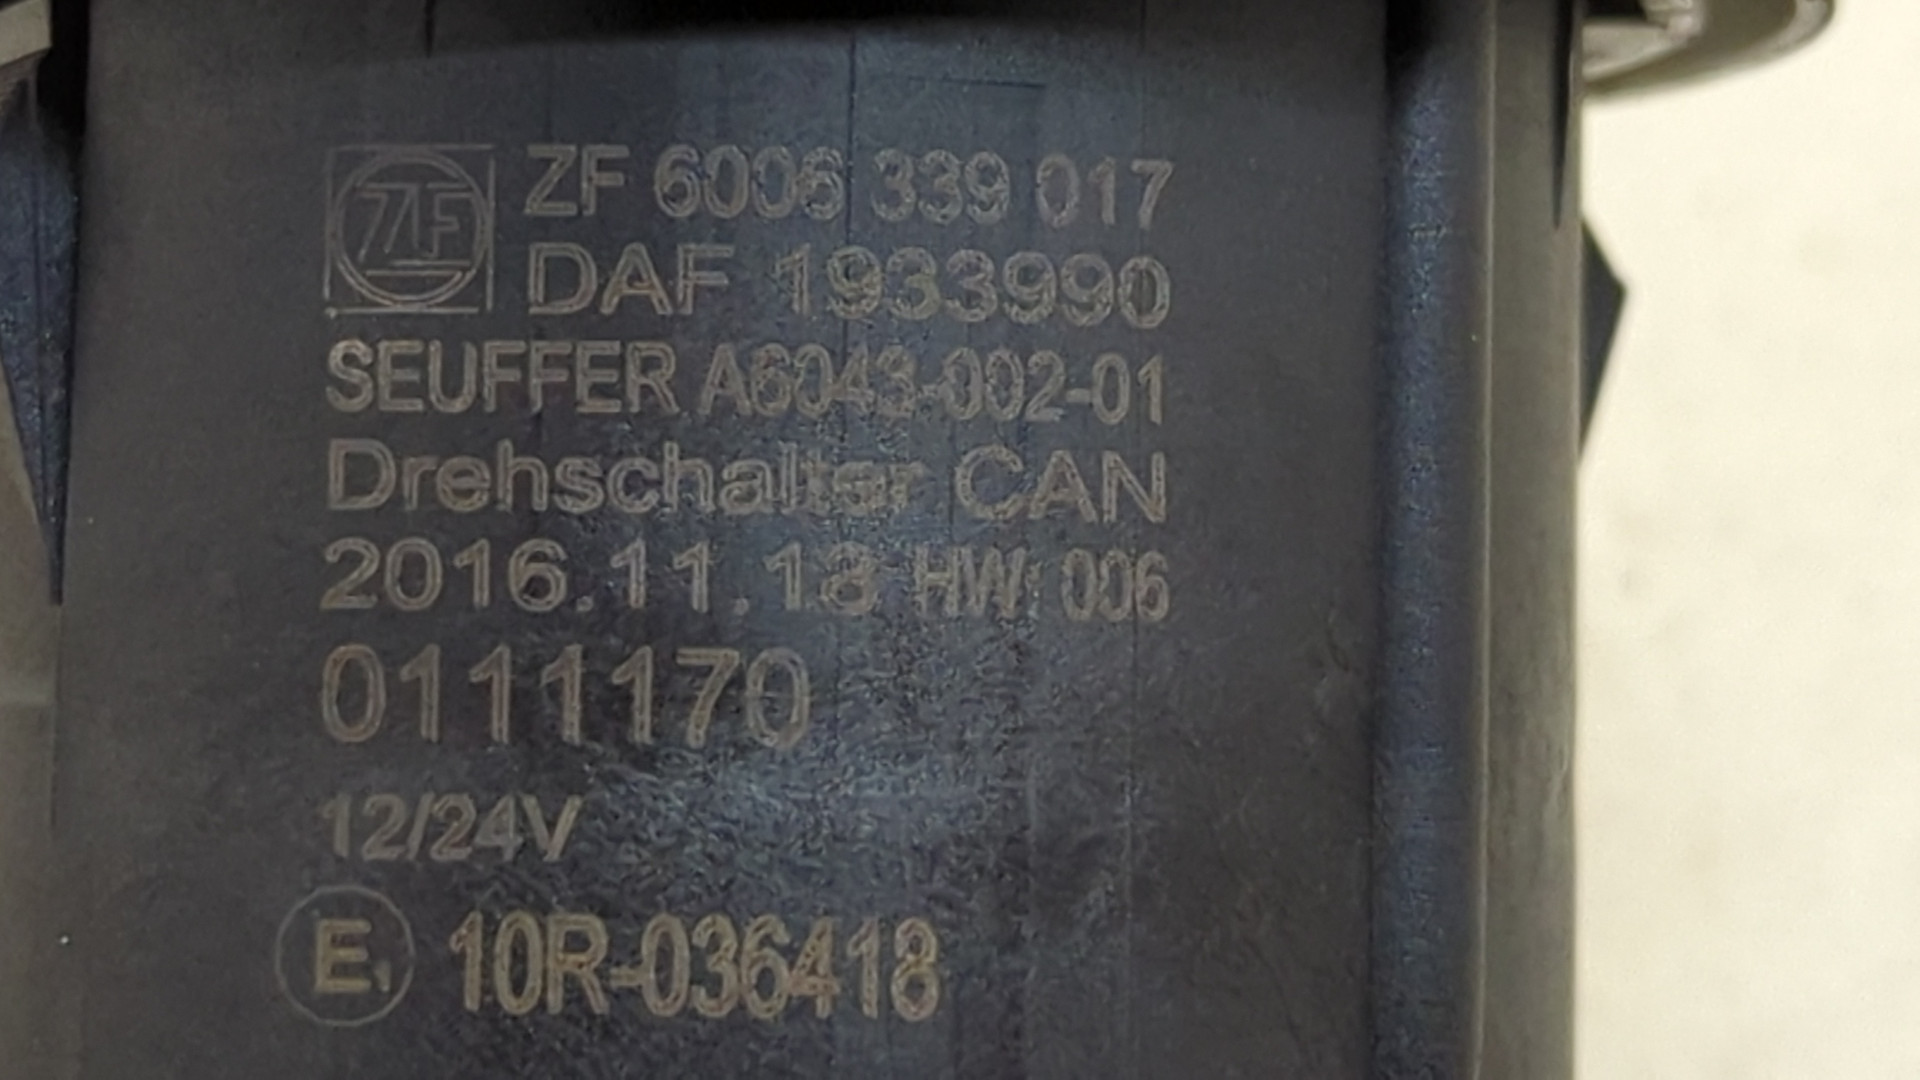 ZF ZF 6006 339 017
DAF 1933990
SEUFFER A6043-002-01
Drehschalter CAN
2016.11.18 HW: 006
0111170
12/24V
E1 10R-036418